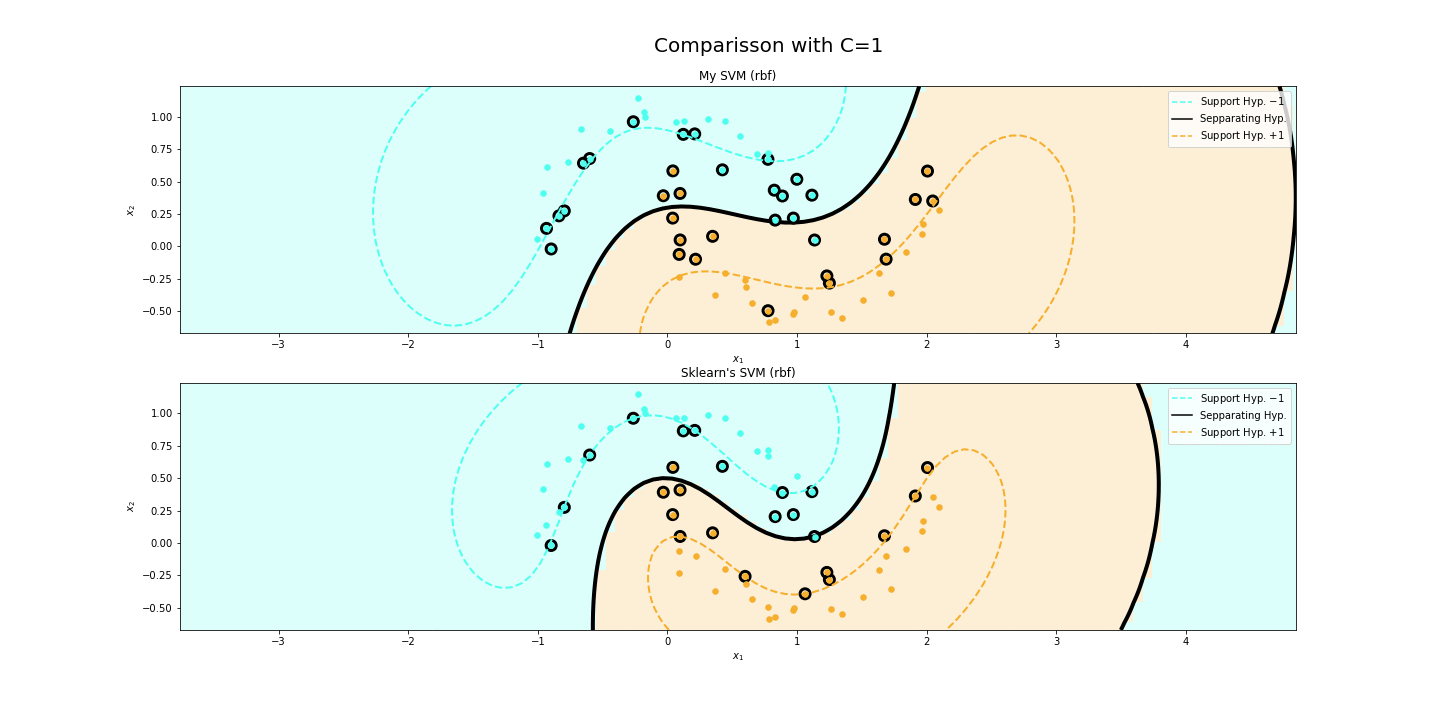 Comparisson with C=1
My SVM (rbf)
Support Hyp. −1
Sepparating Hyp.
Support Hyp. +1
x₂
1.00
0.75
0.50
0.25
0.00
−0.25
−0.50
−3 −2 −1 0 1 2 3 4
x₁
Sklearn's SVM (rbf)
Support Hyp. −1
Sepparating Hyp.
Support Hyp. +1
x₂
1.00
0.75
0.50
0.25
0.00
−0.25
−0.50
−3 −2 −1 0 1 2 3 4
x₁